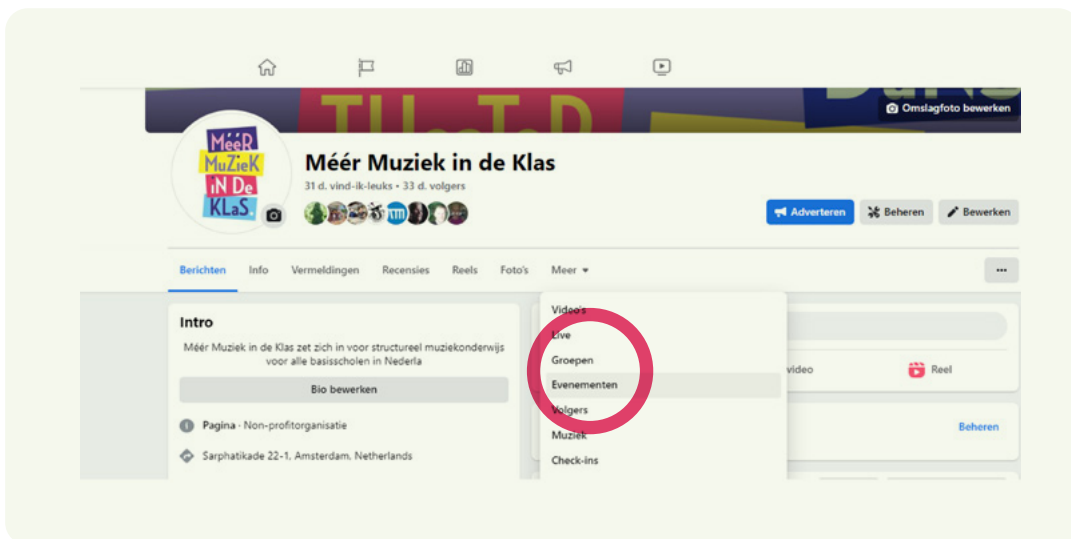 Omslagfoto bewerken
MéèR
MuZieK
iN De
KLaS.
Méér Muziek in de Klas
31 d. vind-ik-leuks • 33 d. volgers
Adverteren
Beheren
Bewerken
Berichten
Info
Vermeldingen
Recensies
Reels
Foto's
Meer
Intro
Méér Muziek in de Klas zet zich in voor structureel muziekonderwijs
voor alle basisscholen in Nederla
Bio bewerken
Pagina · Non-profitorganisatie
Sarphatikade 22-1, Amsterdam, Netherlands
Video's
Live
Groepen
Evenementen
Volgers
Muziek
Check-ins
video
Reel
Beheren